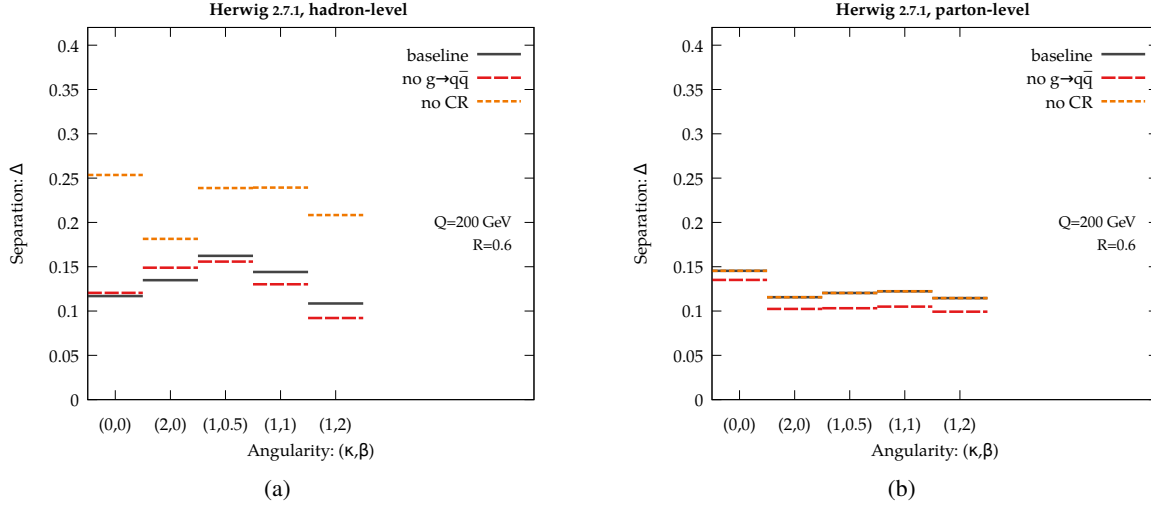 Herwig 2.7.1, hadron-level
Separation: Δ
0.4
0.35
0.3
0.25
0.2
0.15
0.1
0.05
0
baseline
no g→qq̅
no CR
Q=200 GeV
R=0.6
(0,0) (2,0) (1,0.5) (1,1) (1,2)
Angularity: (κ,β)
(a)
Herwig 2.7.1, parton-level
Separation: Δ
0.4
0.35
0.3
0.25
0.2
0.15
0.1
0.05
0
baseline
no g→qq̅
no CR
Q=200 GeV
R=0.6
(0,0) (2,0) (1,0.5) (1,1) (1,2)
Angularity: (κ,β)
(b)